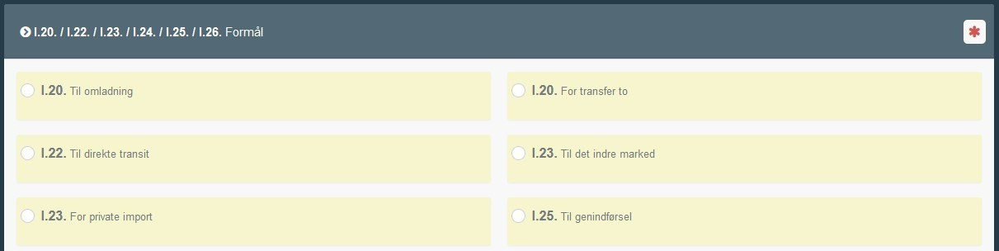 I.20. / I.22. / I.23. / I.24. / I.25. / I.26. Formål
I.20. Til omladning
I.20. For transfer to
I.22. Til direkte transit
I.23. Til det indre marked
I.23. For private import
I.25. Til genindførsel